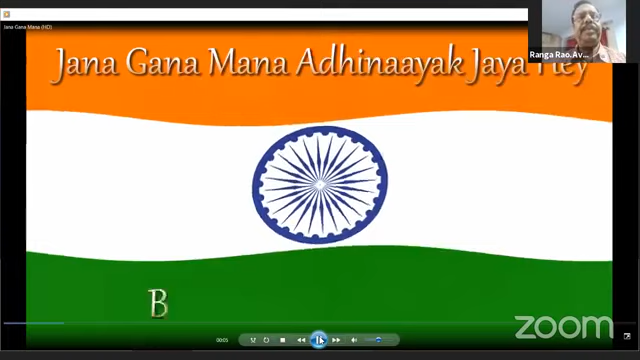 Jana Gana Mana (HD)
Ranga Rao.Av...
Jana Gana Mana Adhinaayak Jaya Hey
B
00:05
zoom